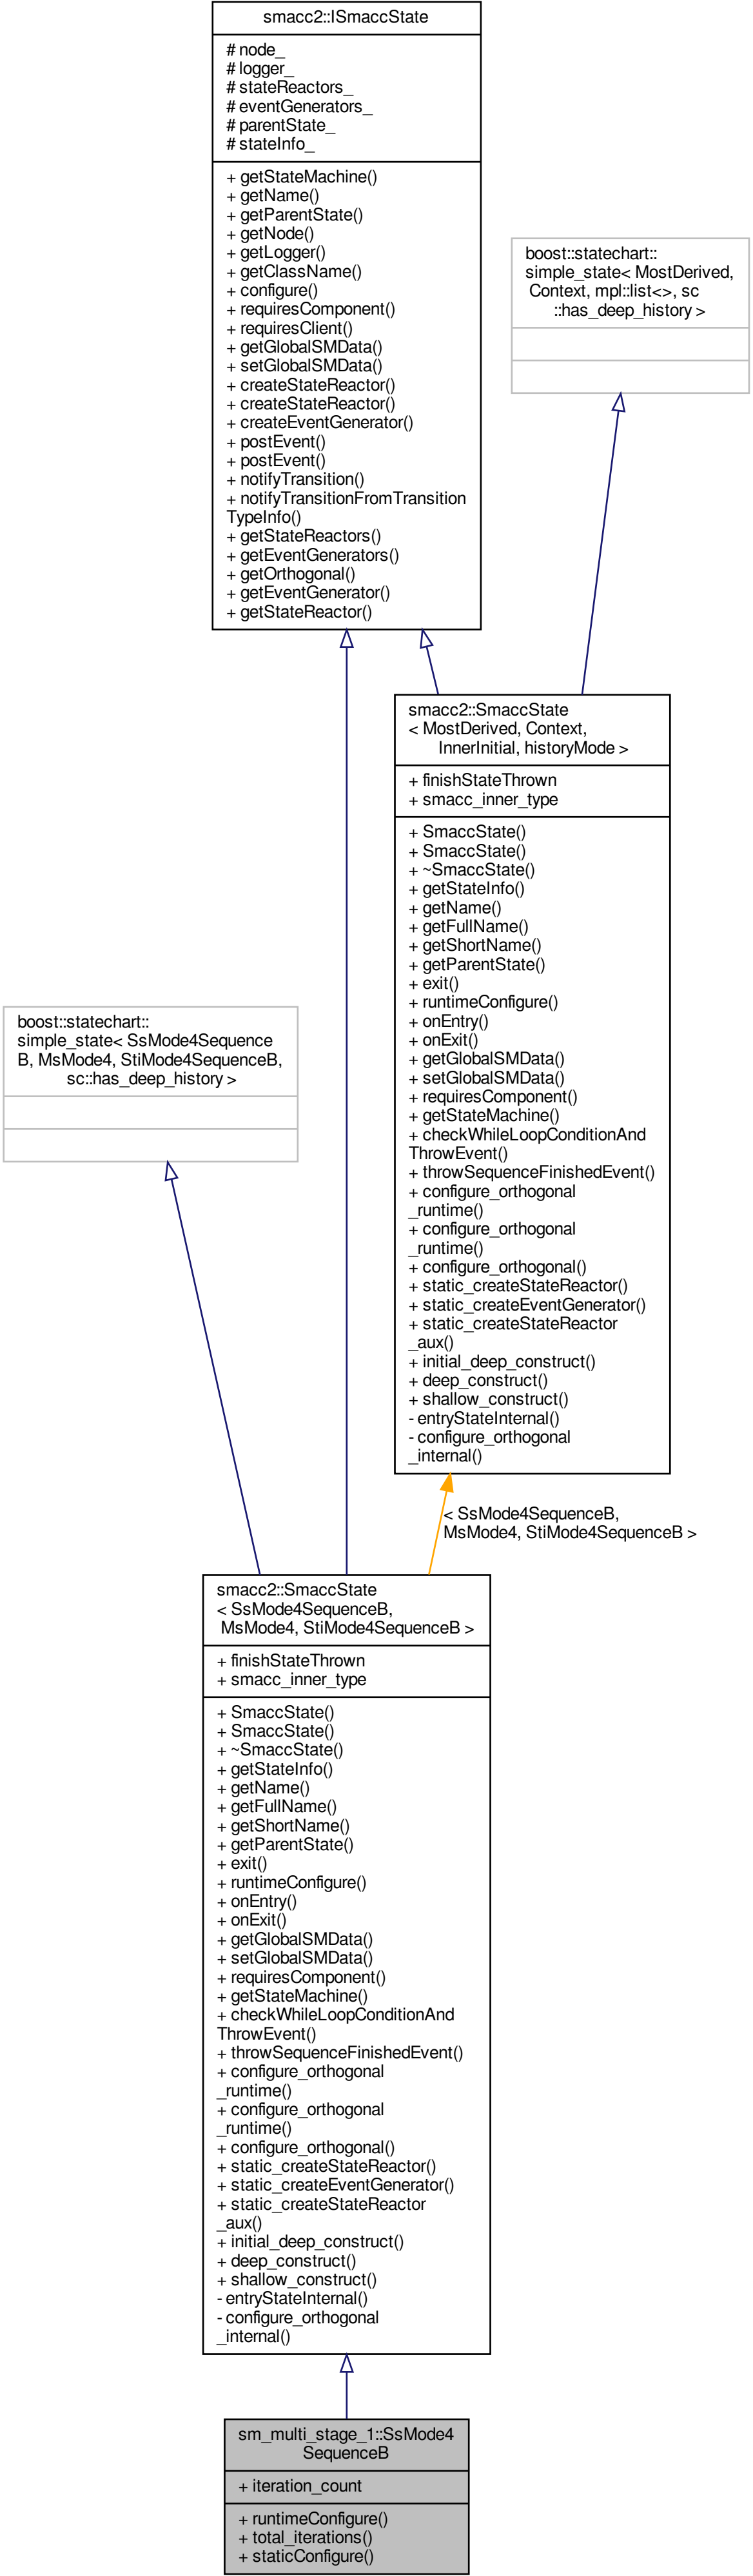 smacc2::ISmaccState
# node_
# logger_
# stateReactors_
# eventGenerators_
# parentState_
# stateInfo_
+ getStateMachine()
+ getName()
+ getParentState()
+ getNode()
+ getLogger()
+ getClassName()
+ configure()
+ requiresComponent()
+ requiresClient()
+ getGlobalSMData()
+ setGlobalSMData()
+ createStateReactor()
+ createStateReactor()
+ createEventGenerator()
+ postEvent()
+ postEvent()
+ notifyTransition()
+ notifyTransitionFromTransition
TypeInfo()
+ getStateReactors()
+ getEventGenerators()
+ getOrthogonal()
+ getEventGenerator()
+ getStateReactor()
boost::statechart::
simple_state< MostDerived,
Context, mpl::list<>, sc
::has_deep_history >
smacc2::SmaccState
< MostDerived, Context,
InnerInitial, historyMode >
+ finishStateThrown
+ smacc_inner_type
+ SmaccState()
+ SmaccState()
+ ~SmaccState()
+ getStateInfo()
+ getName()
+ getFullName()
+ getShortName()
+ getParentState()
+ exit()
+ runtimeConfigure()
+ onEntry()
+ onExit()
+ getGlobalSMData()
+ setGlobalSMData()
+ requiresComponent()
+ getStateMachine()
+ checkWhileLoopConditionAnd
ThrowEvent()
+ throwSequenceFinishedEvent()
+ configure_orthogonal
_runtime()
+ configure_orthogonal
_runtime()
+ configure_orthogonal()
+ static_createStateReactor()
+ static_createEventGenerator()
+ static_createStateReactor
_aux()
+ initial_deep_construct()
+ deep_construct()
+ shallow_construct()
- entryStateInternal()
- configure_orthogonal
_internal()
boost::statechart::
simple_state< SsMode4Sequence
B, MsMode4, StiMode4SequenceB,
sc::has_deep_history >
< SsMode4SequenceB,
MsMode4, StiMode4SequenceB >
smacc2::SmaccState
< SsMode4SequenceB,
MsMode4, StiMode4SequenceB >
+ finishStateThrown
+ smacc_inner_type
+ SmaccState()
+ SmaccState()
+ ~SmaccState()
+ getStateInfo()
+ getName()
+ getFullName()
+ getShortName()
+ getParentState()
+ exit()
+ runtimeConfigure()
+ onEntry()
+ onExit()
+ getGlobalSMData()
+ setGlobalSMData()
+ requiresComponent()
+ getStateMachine()
+ checkWhileLoopConditionAnd
ThrowEvent()
+ throwSequenceFinishedEvent()
+ configure_orthogonal
_runtime()
+ configure_orthogonal
_runtime()
+ configure_orthogonal()
+ static_createStateReactor()
+ static_createEventGenerator()
+ static_createStateReactor
_aux()
+ initial_deep_construct()
+ deep_construct()
+ shallow_construct()
- entryStateInternal()
- configure_orthogonal
_internal()
sm_multi_stage_1::SsMode4
SequenceB
+ iteration_count
+ runtimeConfigure()
+ total_iterations()
+ staticConfigure()